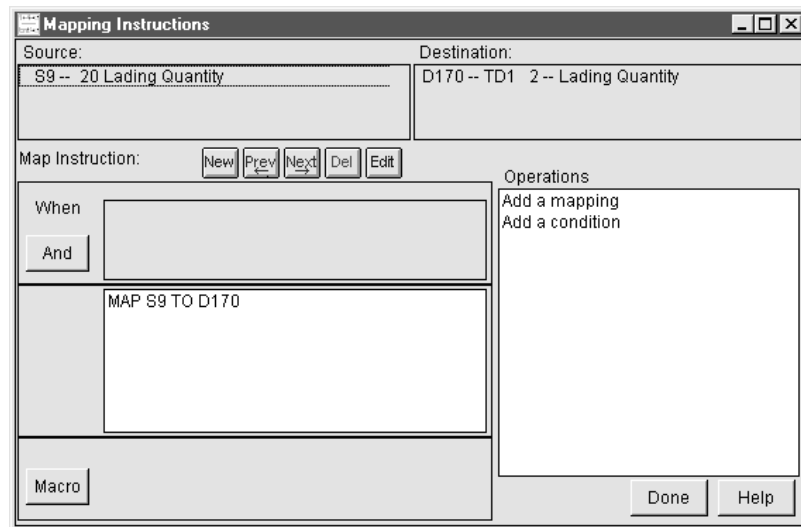 Mapping Instructions
Source:
Destination:
S9 -- 20 Lading Quantity
D170 -- TD1 2 -- Lading Quantity
Map Instruction:
New Prev Next Del Edit
Operations
When
And
Add a mapping
Add a condition
MAP S9 TO D170
Macro
Done
Help